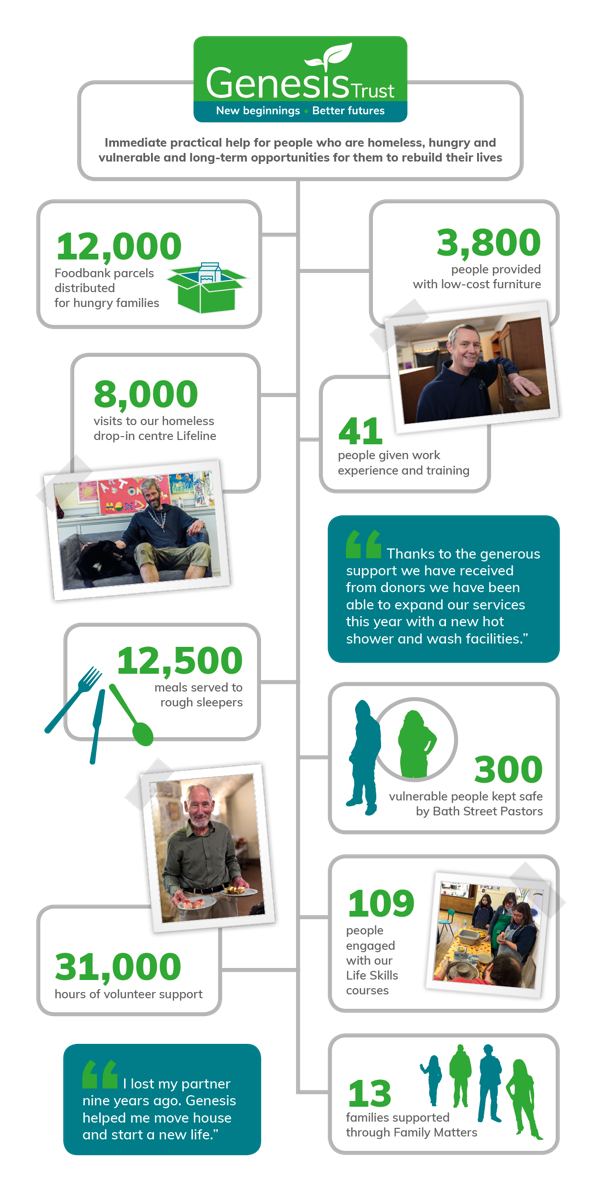 Genesis Trust
New beginnings · Better futures
Immediate practical help for people who are homeless, hungry and
vulnerable and long-term opportunities for them to rebuild their lives
12,000
Foodbank parcels
distributed
for hungry families
3,800
people provided
with low-cost furniture
8,000
visits to our homeless
drop-in centre Lifeline
41
people given work
experience and training
“Thanks to the generous
support we have received
from donors we have been
able to expand our services
this year with a new hot
shower and wash facilities.”
12,500
meals served to
rough sleepers
300
vulnerable people kept safe
by Bath Street Pastors
109
people
engaged
with our
Life Skills
courses
31,000
hours of volunteer support
“I lost my partner
nine years ago. Genesis
helped me move house
and start a new life.”
13
families supported
through Family Matters